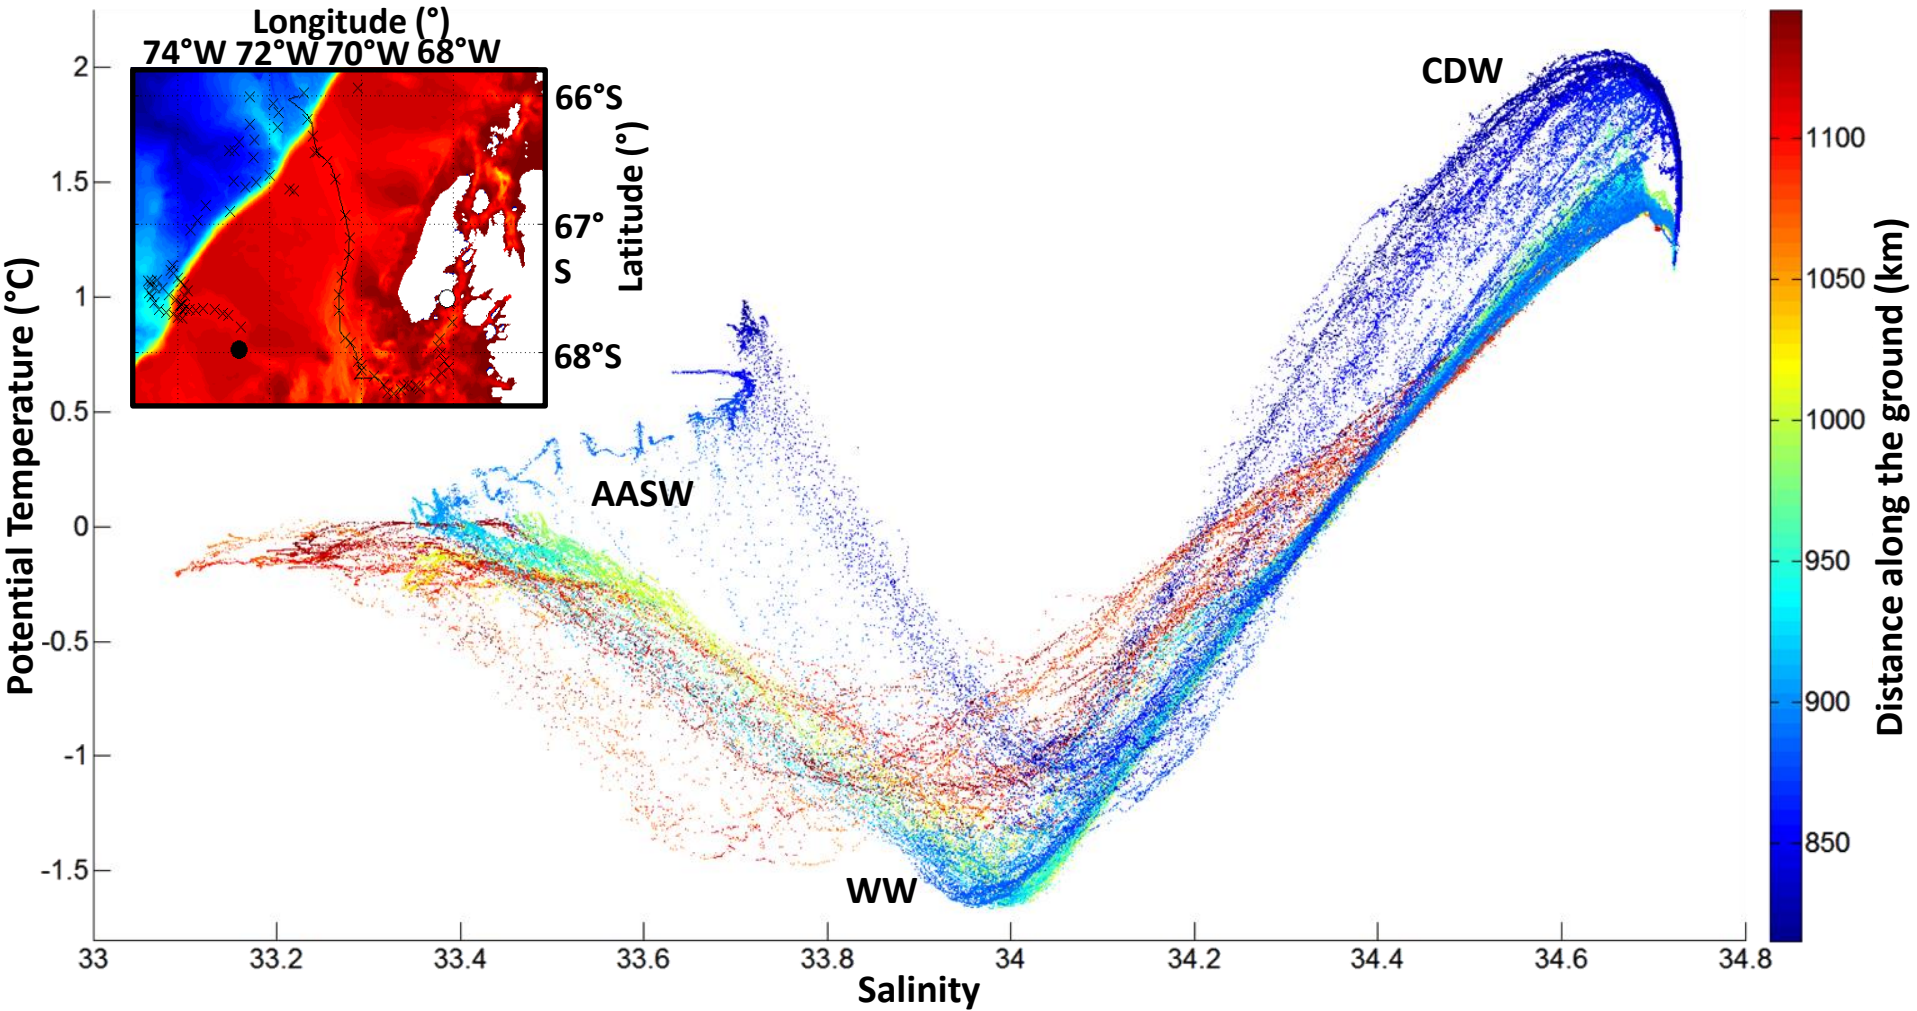 Longitude (°)
74°W 72°W 70°W 68°W
66°S
67°
S
68°S
Latitude (°)
CDW
AASW
WW
Potential Temperature (°C)
2
1.5
1
0.5
0
-0.5
-1
-1.5
33 33.2 33.4 33.6 33.8 34 34.2 34.4 34.6 34.8
Salinity
1100
1050
1000
950
900
850
Distance along the ground (km)